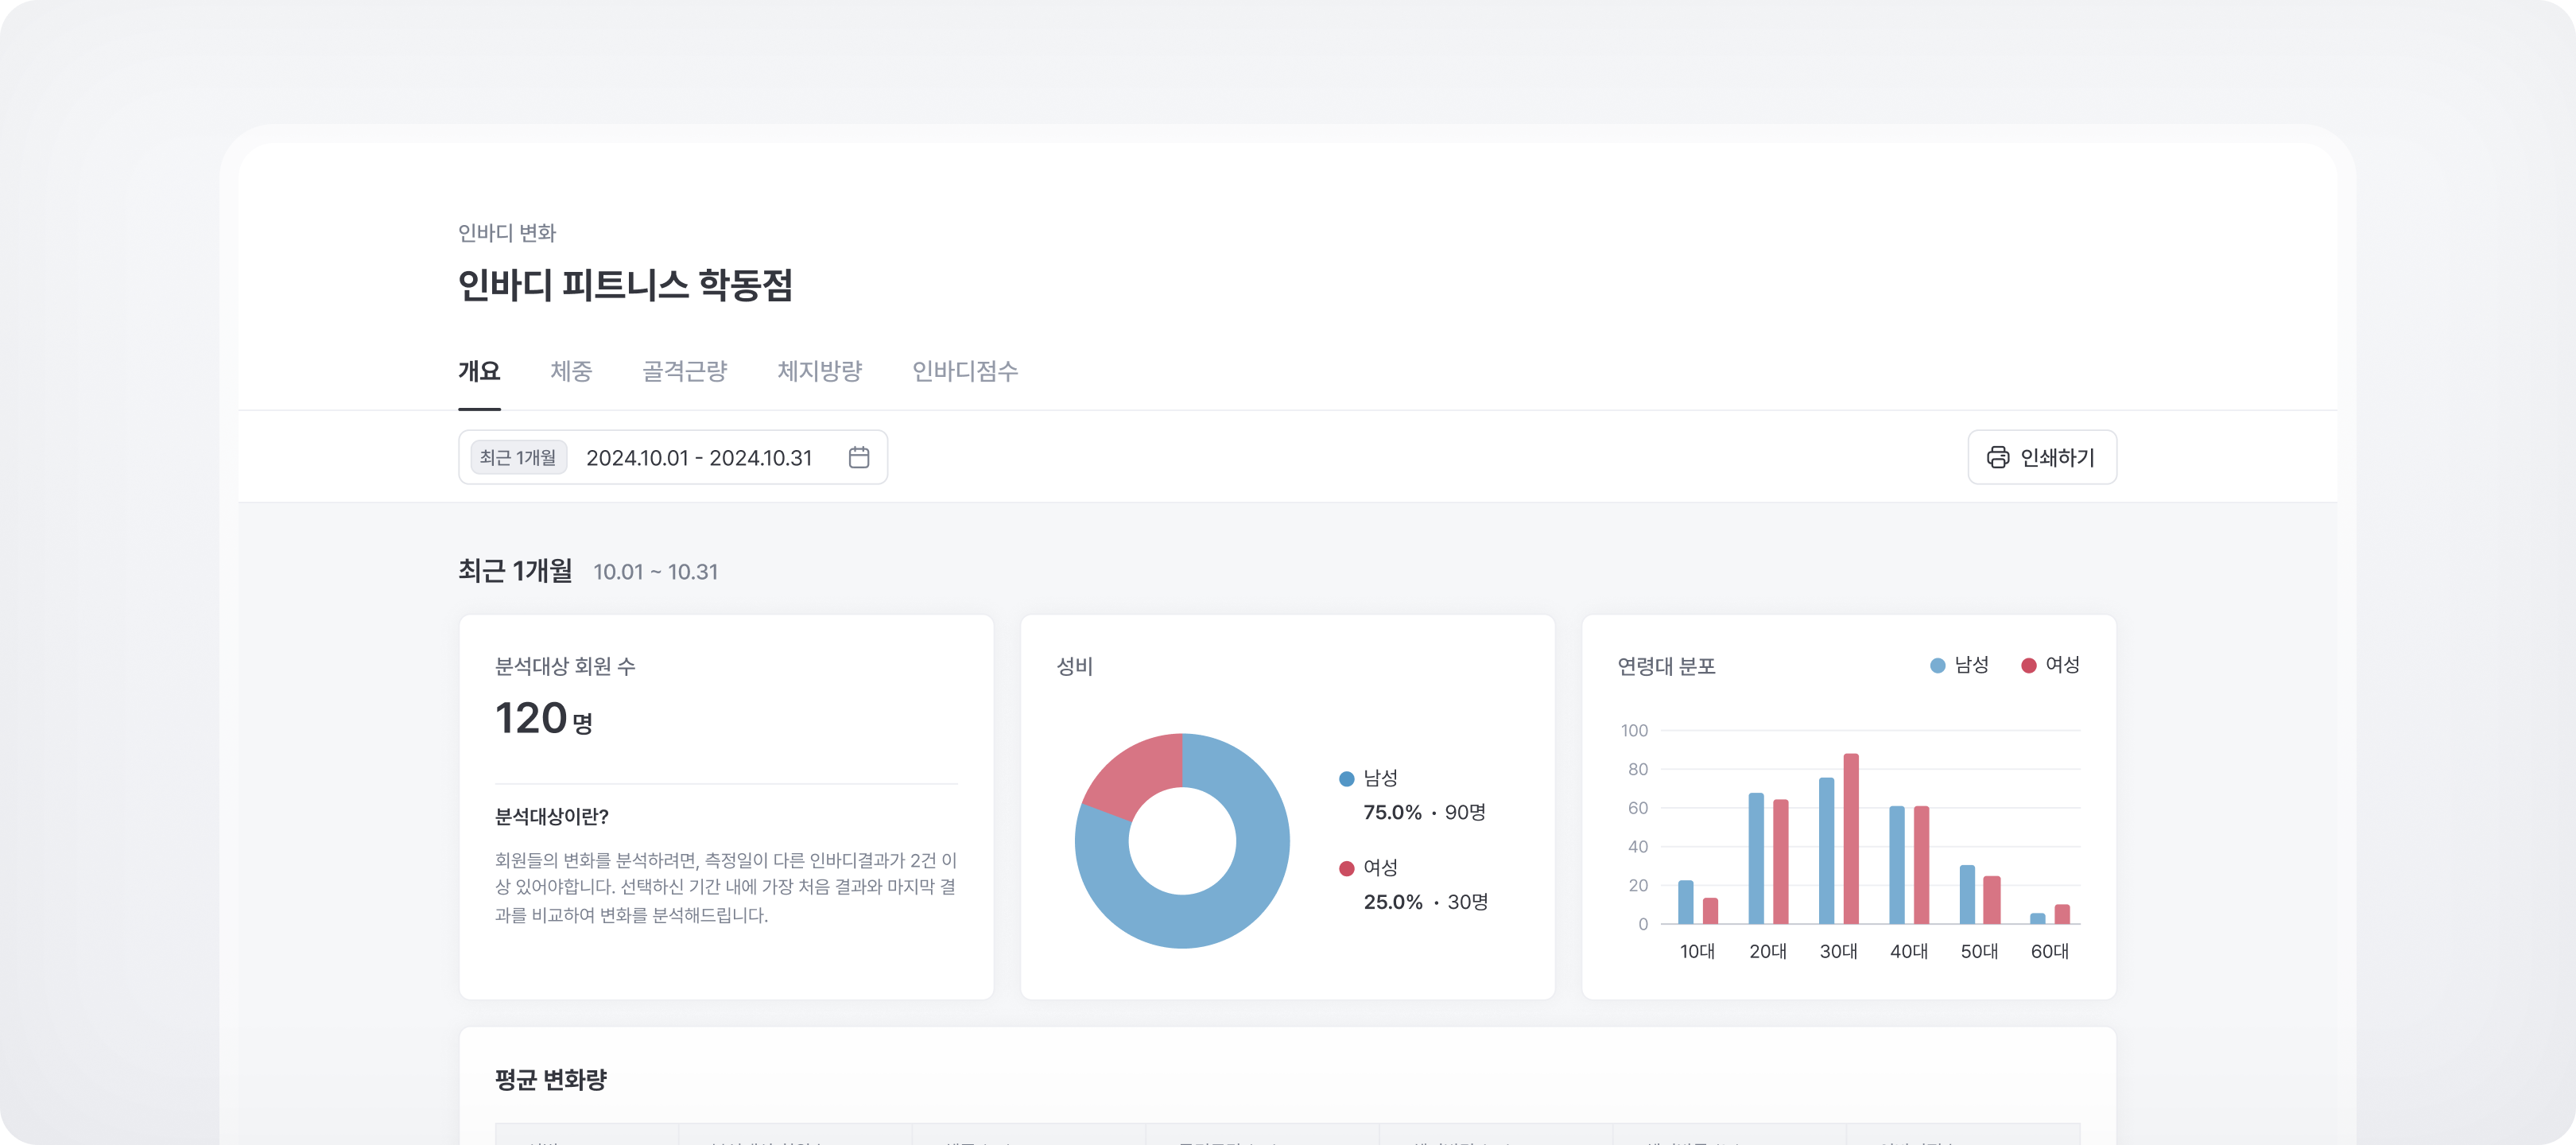 인바디 변화
인바디 피트니스 학동점
개요 체중 골격근량 체지방량 인바디점수
최근 1개월 2024.10.01 - 2024.10.31 인쇄하기
최근 1개월 10.01 ~ 10.31
분석대상 회원 수
120 명
분석대상이란?
회원들의 변화를 분석하려면, 측정일이 다른 인바디결과가 2건 이
상 있어야합니다. 선택하신 기간 내에 가장 처음 결과와 마지막 결
과를 비교하여 변화를 분석해드립니다.
성비
남성
75.0% · 90명
여성
25.0% · 30명
연령대 분포 남성 여성
100
80
60
40
20
0
10대 20대 30대 40대 50대 60대
평균 변화량